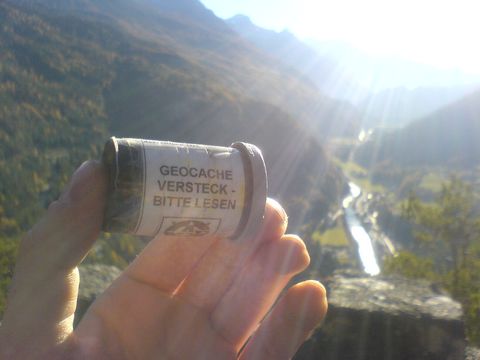 GEOCACHE
VERSTECK -
BITTE LESEN